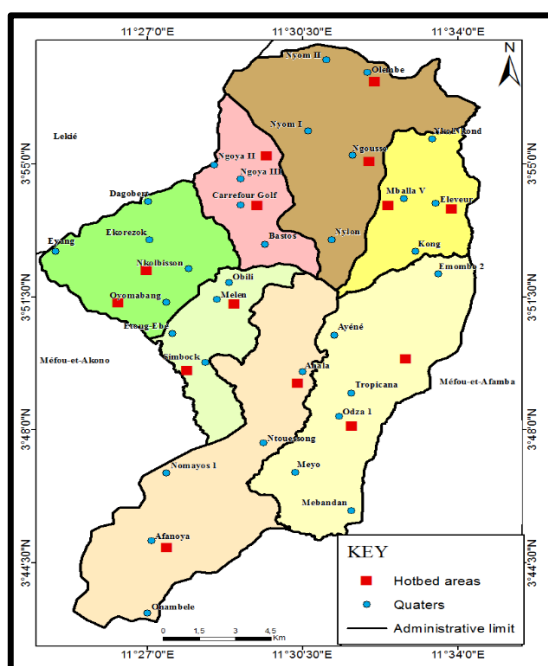 11°27'0"E 11°30'30"E 11°34'0"E
N
Nyom II
Olembe
Nyom I
Nkol Nkond
Lekié
3°55'0"N
3°55'0"N
Ngousse
Ngoya II
Ngoya III
Mballa V
Eleveur
Dagobert
Carrefour Golf
Ekorezok
Bastos
Nylon
Kong
Eyang
Nkolbisson
Emombo 2
Obili
Melen
3°51'30"N
3°51'30"N
Oyomabang
Etoug-Ebe
Ayéné
Simbock
Méfou-et-Akono
Ahala
Méfou-et-Afamba
Tropicana
Odza 1
3°48'0"N
3°48'0"N
Ntouessong
Nomayos 1
Meyo
Mebandan
Afanoya
3°44'30"N
3°44'30"N
Onambele
KEY
Hotbed areas
Quaters
Administrative limit
0 1.5 3 4.5
Km
11°27'0"E 11°30'30"E 11°34'0"E